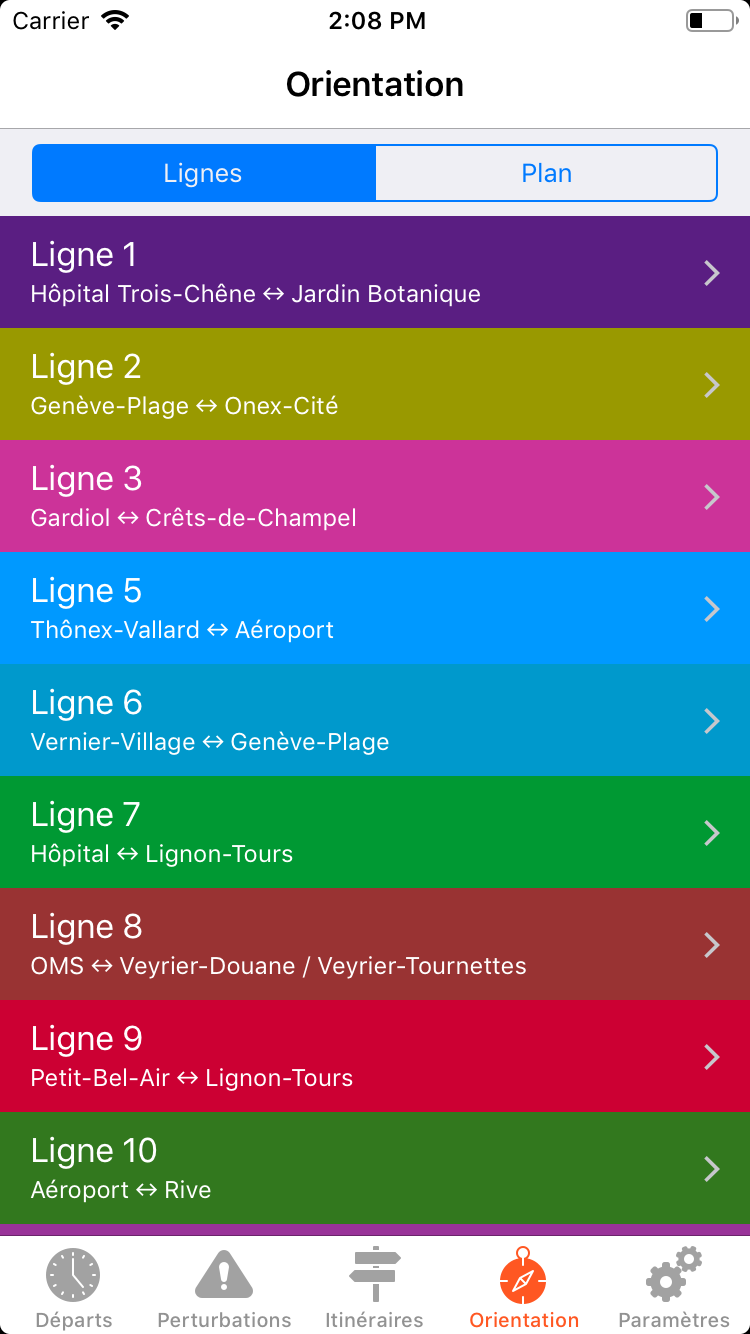 Carrier 2:08 PM
Orientation
Lignes Plan
Ligne 1
Hôpital Trois-Chêne ↔ Jardin Botanique
Ligne 2
Genève-Plage ↔ Onex-Cité
Ligne 3
Gardiol ↔ Crêts-de-Champel
Ligne 5
Thônex-Vallard ↔ Aéroport
Ligne 6
Vernier-Village ↔ Genève-Plage
Ligne 7
Hôpital ↔ Lignon-Tours
Ligne 8
OMS ↔ Veyrier-Douane / Veyrier-Tournettes
Ligne 9
Petit-Bel-Air ↔ Lignon-Tours
Ligne 10
Aéroport ↔ Rive
Départs Perturbations Itinéraires Orientation Paramètres